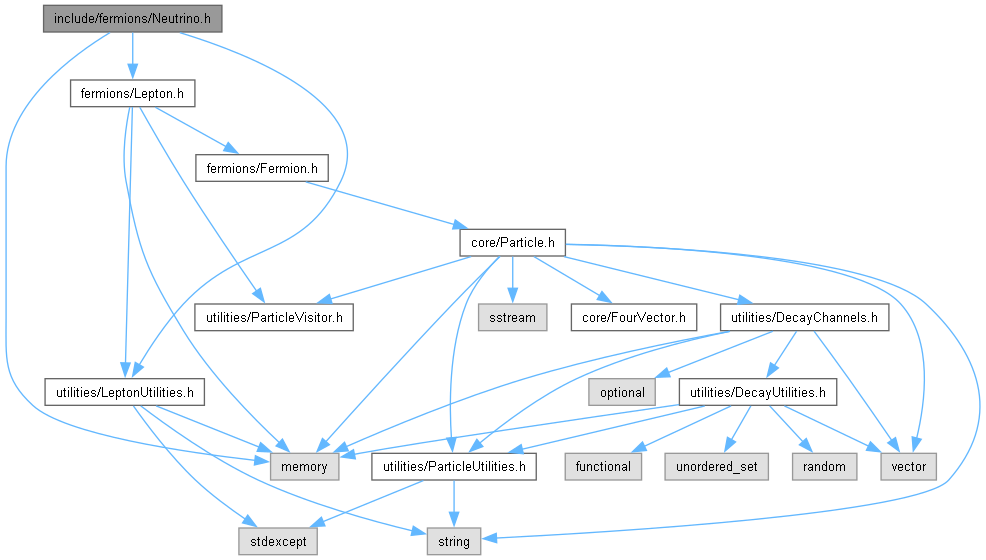 include/fermions/Neutrino.h
fermions/Lepton.h
fermions/Fermion.h
core/Particle.h
utilities/ParticleVisitor.h
sstream
core/FourVector.h
utilities/DecayChannels.h
utilities/LeptonUtilities.h
optional
utilities/DecayUtilities.h
memory
utilities/ParticleUtilities.h
functional
unordered_set
random
vector
stdexcept
string